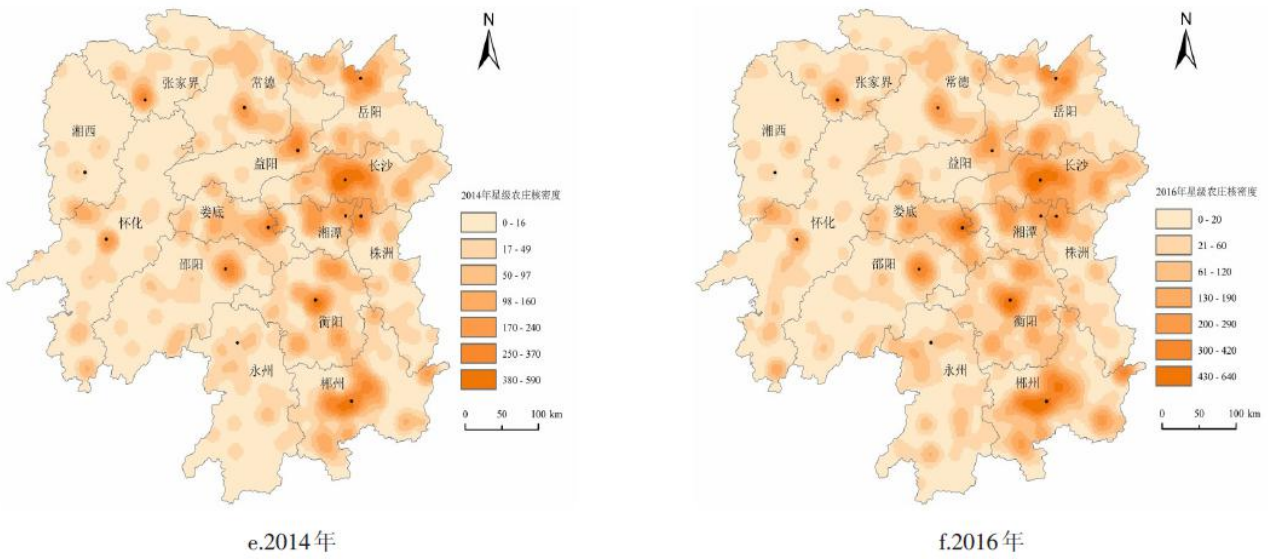 N
张家界
常德
岳阳
湘西
益阳
长沙
怀化
娄底
湘潭
株洲
邵阳
衡阳
永州
郴州
2014年星级农庄核密度
0 - 16
17 - 49
50 - 97
98 - 160
170 - 240
250 - 370
380 - 590
0 50 100 km
e.2014年
N
张家界
常德
岳阳
湘西
益阳
长沙
怀化
娄底
湘潭
株洲
邵阳
衡阳
永州
郴州
2016年星级农庄核密度
0 - 20
21 - 60
61 - 120
130 - 190
200 - 290
300 - 420
430 - 640
0 50 100 km
f.2016年